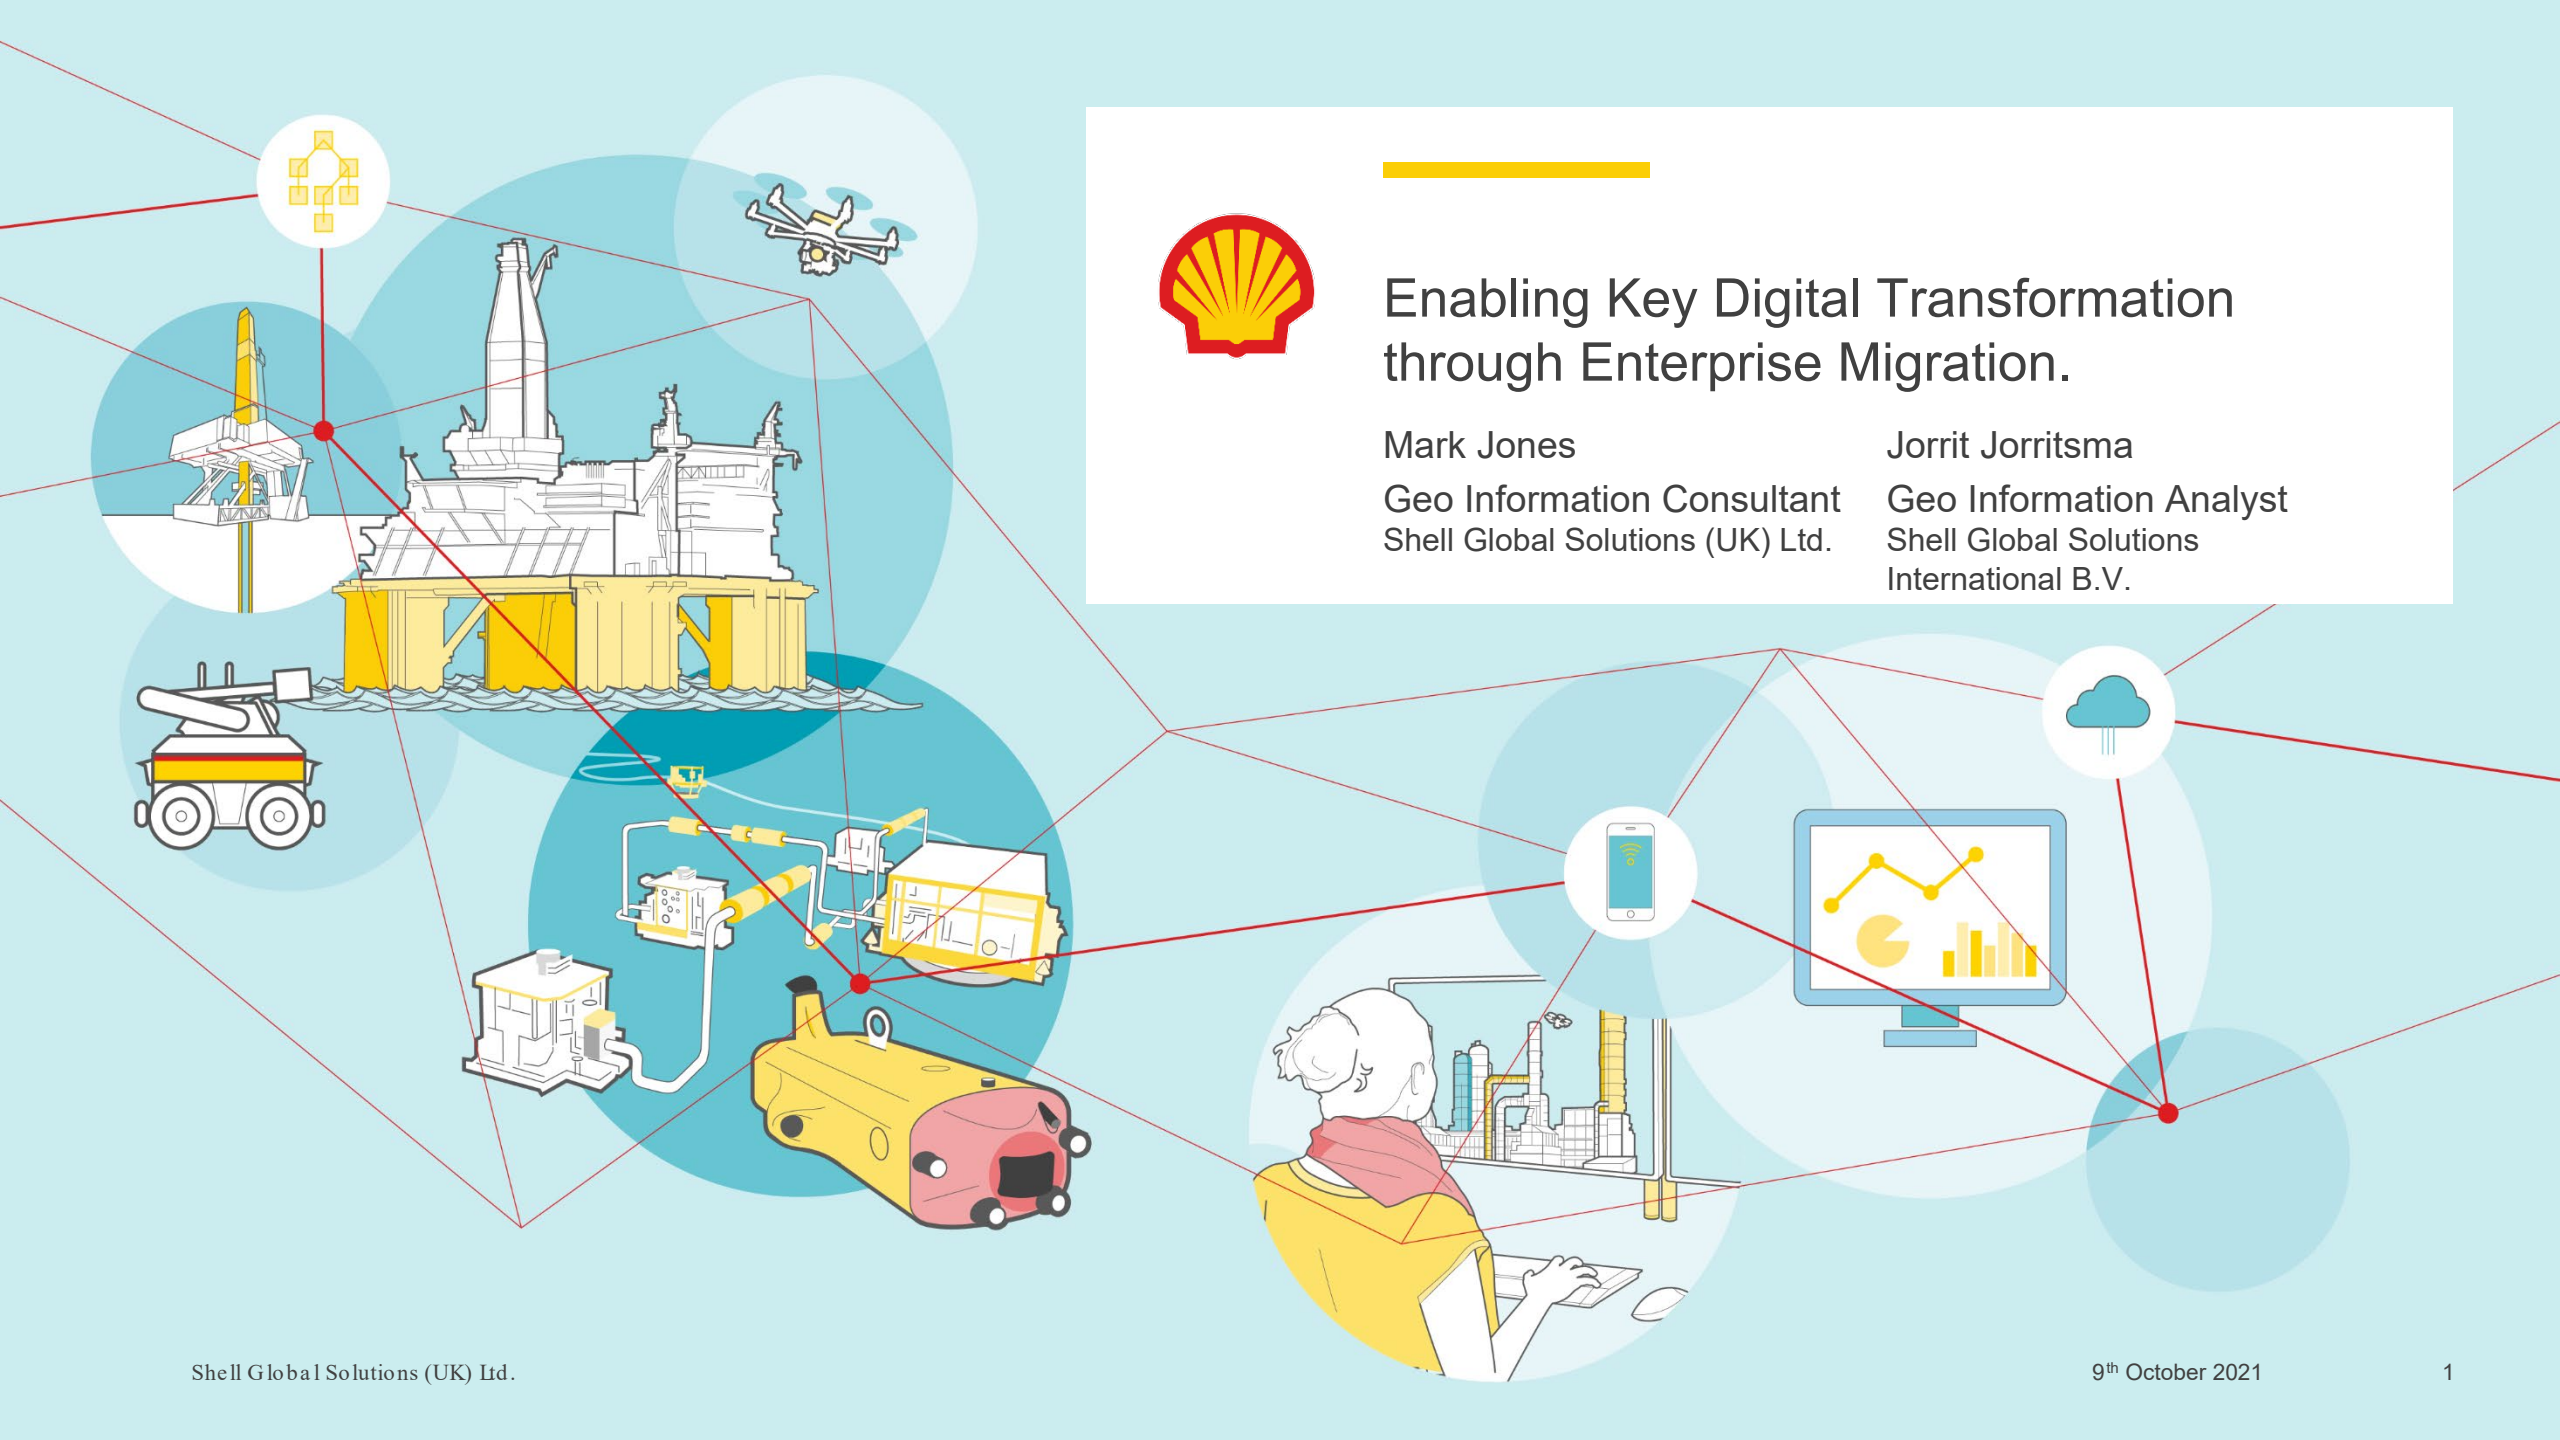 Enabling Key Digital Transformation
through Enterprise Migration.
Mark Jones
Geo Information Consultant
Shell Global Solutions (UK) Ltd.
Jorrit Jorritsma
Geo Information Analyst
Shell Global Solutions
International B.V.
Shell Global Solutions (UK) Ltd.
9th October 2021
1